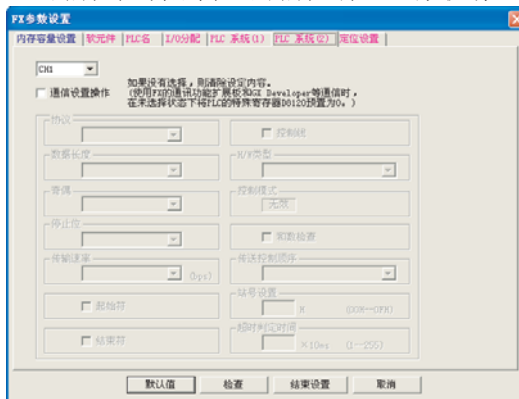 FX参数设置
内存容量设置 软元件 PLC名 I/O分配 PLC 系统(1) PLC 系统(2) 定位设置
CH1
通信设置操作
如果没有选择，则清除设定内容。
(使用FX的通讯功能扩展板和GX Developer等通信时，
在未选择状态下将PLC的特殊寄存器D8120预置为0。)
协议
控制线
数据长度
H/W类型
奇偶
控制模式
无效
停止位
和数检查
传输速率
(bps)
传送控制顺序
起始符
站号设置
H (00H--0FH)
结束符
超时判定时间
×10ms (1--255)
默认值 检查 结束设置 取消